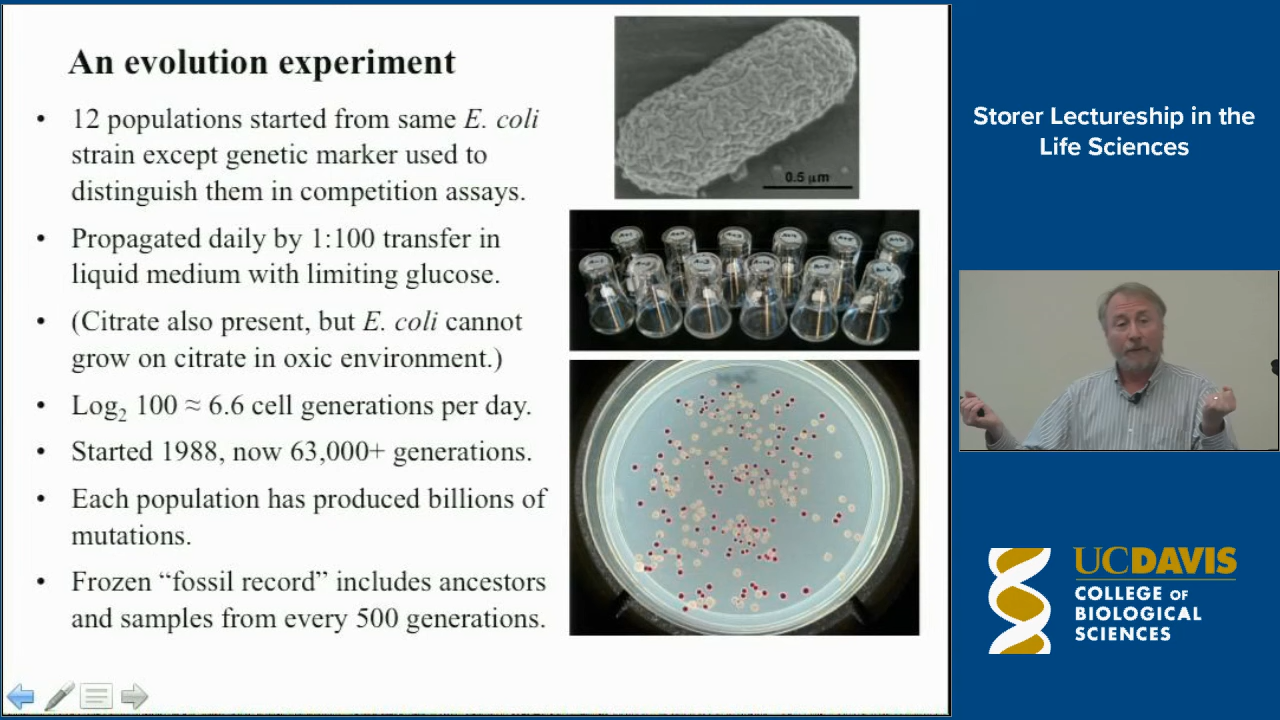 An evolution experiment
• 12 populations started from same E. coli
strain except genetic marker used to
distinguish them in competition assays.
• Propagated daily by 1:100 transfer in
liquid medium with limiting glucose.
• (Citrate also present, but E. coli cannot
grow on citrate in oxic environment.)
• Log₂ 100 ≈ 6.6 cell generations per day.
• Started 1988, now 63,000+ generations.
• Each population has produced billions of
mutations.
• Frozen “fossil record” includes ancestors
and samples from every 500 generations.
0.5 μm
Storer Lectureship in the
Life Sciences
UCDAVIS
COLLEGE OF
BIOLOGICAL
SCIENCES